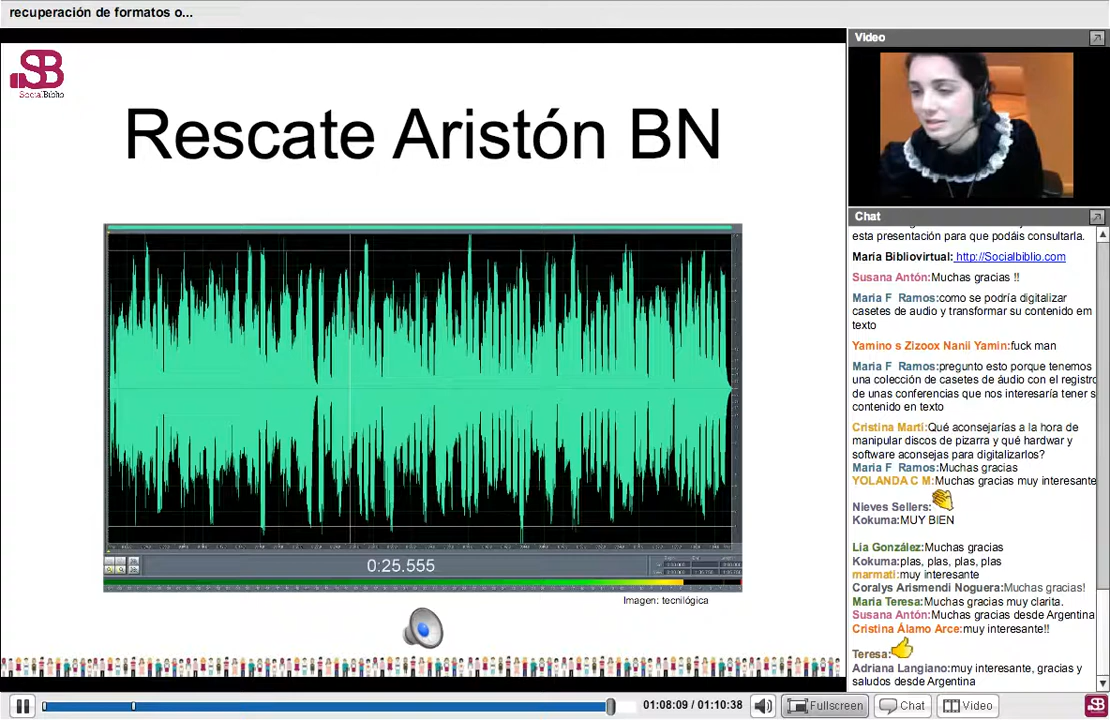 recuperación de formatos o...
SB
SocialBiblio
Rescate Aristón BN
0:25.555
Imagen: tecnilógica
Video
Chat
esta presentación para que podáis consultarla.
María Bibliovirtual: http://Socialbiblio.com
Susana Antón:Muchas gracias !!
Maria F Ramos:como se podría digitalizar
casetes de audio y transformar su contenido em
texto
Yamino s Zizoox Nanii Yamin:fuck man
Maria F Ramos:pregunto esto porque tenemos
una colección de casetes de áudio con el registro
de unas conferencias que nos interesaría tener s
contenido en texto
Cristina Marti:Qué aconsejarías a la hora de
manipular discos de pizarra y qué hardwar y
software aconsejas para digitalizarlos?
Maria F Ramos:Muchas gracias
YOLANDA C M:Muchas gracias muy interesante
Nieves Sellers:
Kokuma:MUY BIEN
Lia González:Muchas gracias
Kokuma:plas, plas, plas, plas
marmati:muy interesante
Coralys Arismendi Noguera:Muchas gracias!
Maria Teresa:Muchas gracias muy clarita.
Susana Antón:Muchas gracias desde Argentina
Cristina Álamo Arce:muy interesante!!
Teresa:
Adriana Langiano:muy interesante, gracias y
saludos desde Argentina
01:08:09 / 01:10:38
Fullscreen
Chat
Video
SB